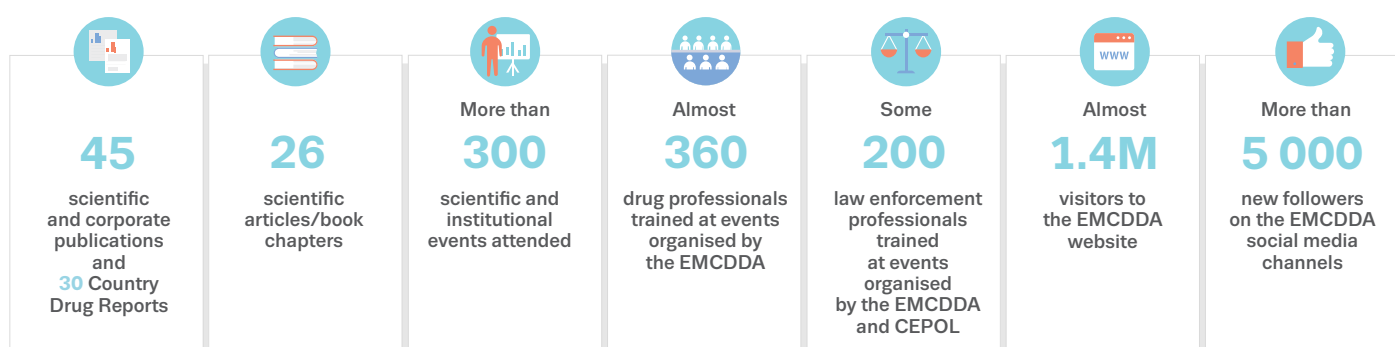 45
scientific
and corporate
publications
and
30 Country
Drug Reports
26
scientific
articles/book
chapters
More than
300
scientific and
institutional
events attended
Almost
360
drug professionals
trained at events
organised by
the EMCDDA
Some
200
law enforcement
professionals
trained
at events
organised
by the EMCDDA
and CEPOL
WWW
Almost
1.4M
visitors to
the EMCDDA
website
More than
5 000
new followers
on the EMCDDA
social media
channels